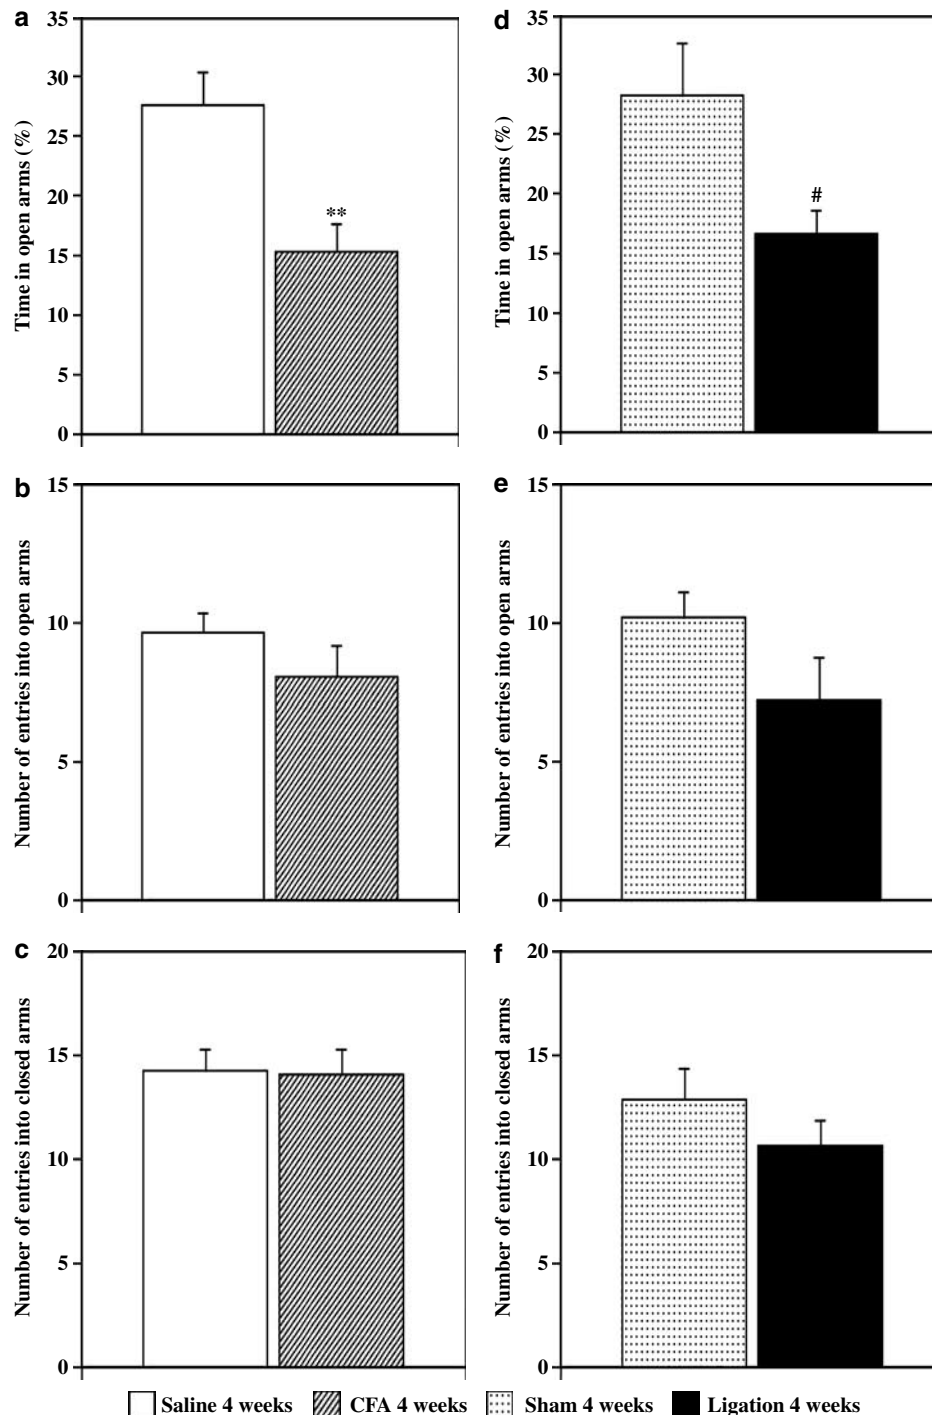 a
35
30
25
20
15
10
5
0
Time in open arms (%)
**
d
35
30
25
20
15
10
5
0
Time in open arms (%)
#
b
15
10
5
0
Number of entries into open arms
e
15
10
5
0
Number of entries into open arms
c
20
15
10
5
0
Number of entries into closed arms
f
20
15
10
5
0
Number of entries into closed arms
Saline 4 weeks CFA 4 weeks Sham 4 weeks Ligation 4 weeks